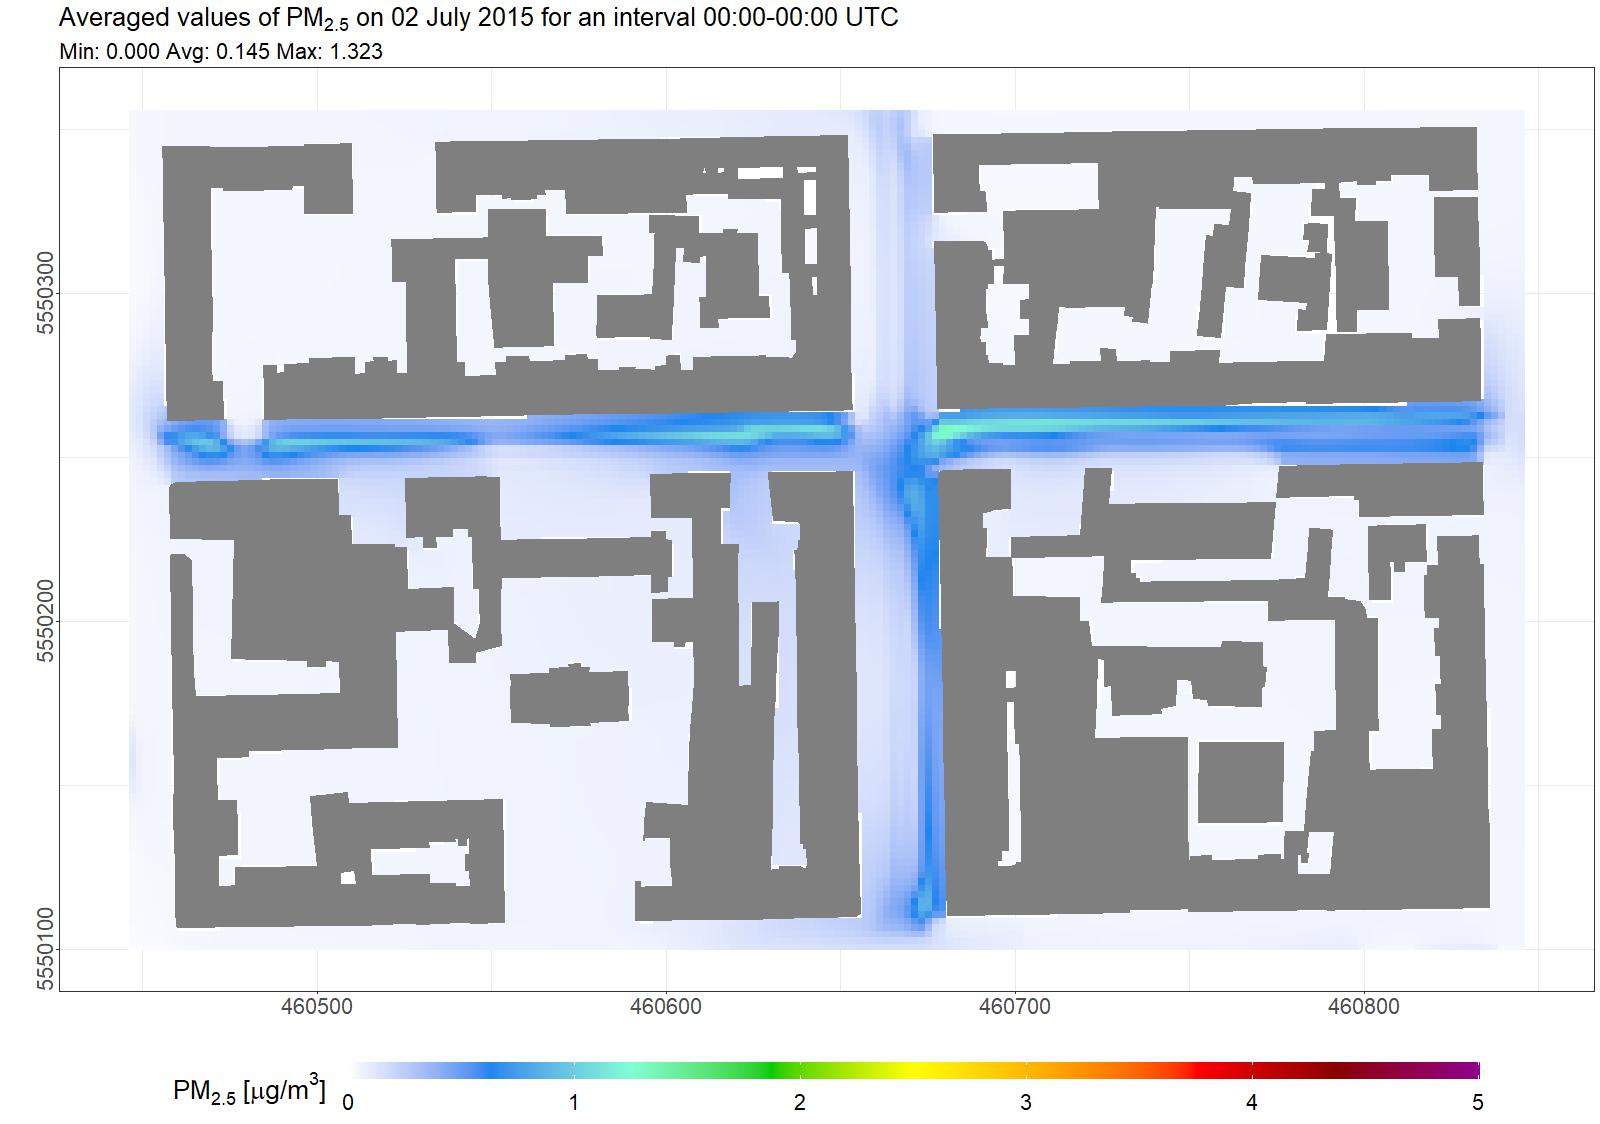 Averaged values of PM2.5 on 02 July 2015 for an interval 00:00-00:00 UTC
Min: 0.000 Avg: 0.145 Max: 1.323
5550300
5550200
5550100
460500 460600 460700 460800
PM2.5 [μg/m3] 0 1 2 3 4 5